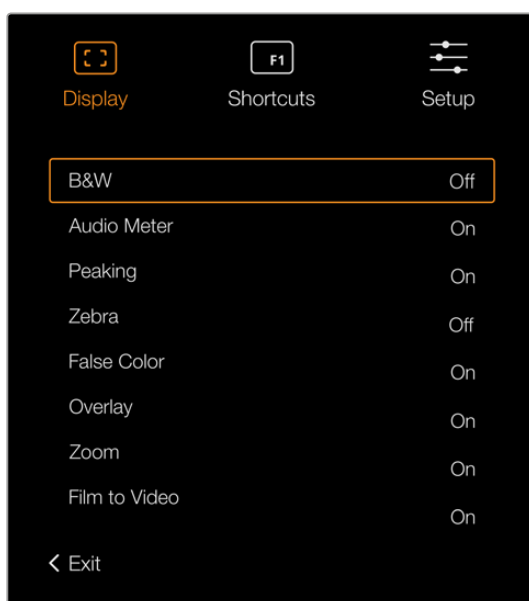 F1
Display Shortcuts Setup
B&W Off
Audio Meter On
Peaking On
Zebra Off
False Color On
Overlay On
Zoom On
Film to Video On
Exit